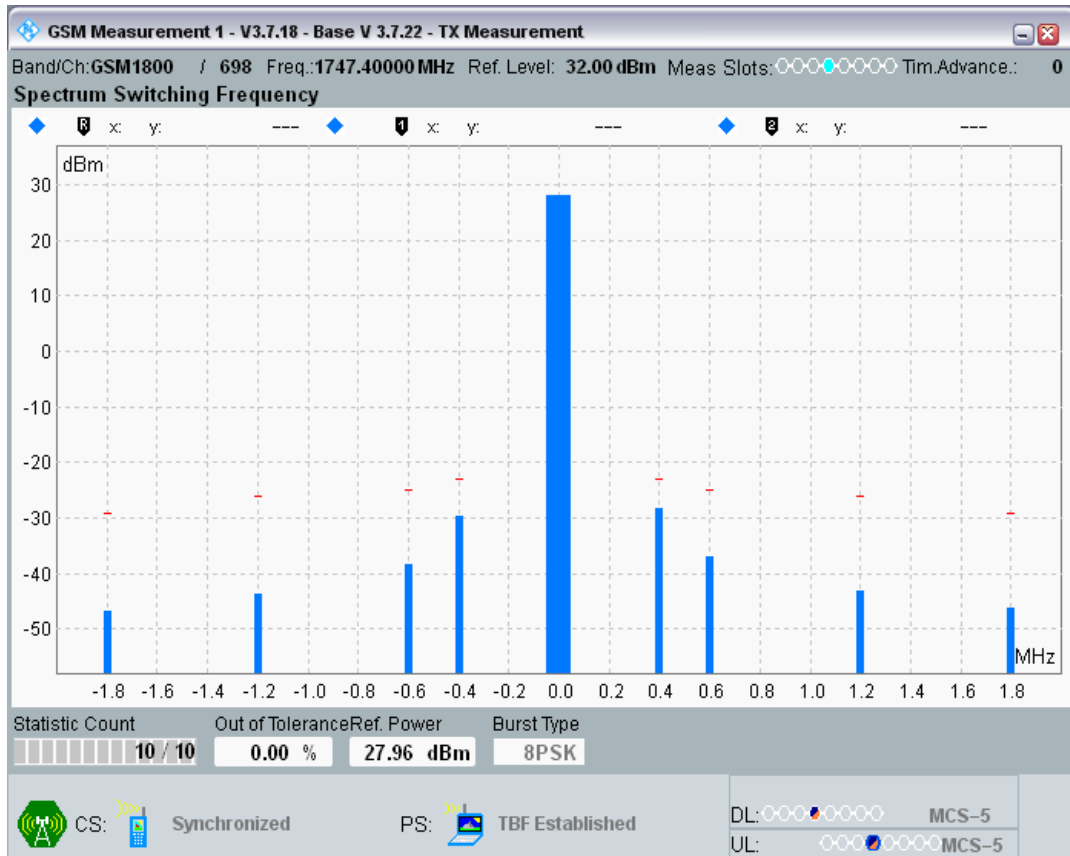 GSM Measurement 1 - V3.7.18 - Base V 3.7.22 - TX Measurement
Band/Ch:GSM1800 / 698 Freq.:1747.40000 MHz Ref. Level: 32.00 dBm Meas Slots: Tim.Advance.: 0
Spectrum Switching Frequency
R x: y: --- 1 x: y: --- 2 x: y: ---
dBm
30
20
10
0
-10
-20
-30
-40
-50
MHz
-1.8 -1.6 -1.4 -1.2 -1.0 -0.8 -0.6 -0.4 -0.2 0.0 0.2 0.4 0.6 0.8 1.0 1.2 1.4 1.6 1.8
Statistic Count Out of Tolerance Ref. Power Burst Type
10 / 10 0.00 % 27.96 dBm 8PSK
CS: Synchronized PS: TBF Established DL: MCS-5
UL: MCS-5